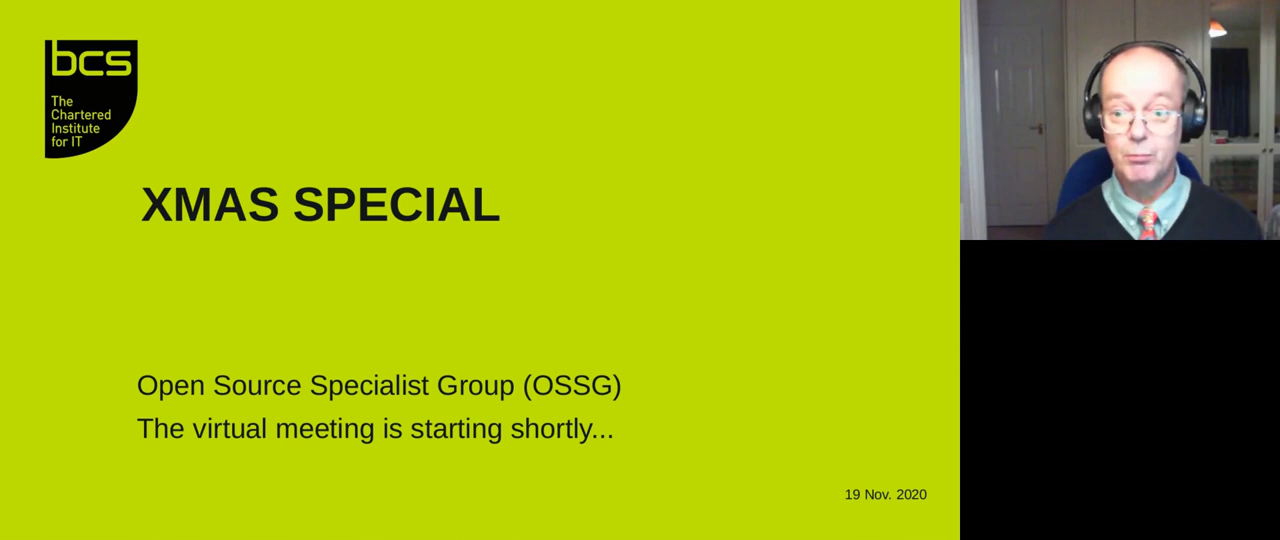 bcs
The
Chartered
Institute
for IT
XMAS SPECIAL
Open Source Specialist Group (OSSG)
The virtual meeting is starting shortly...
19 Nov. 2020